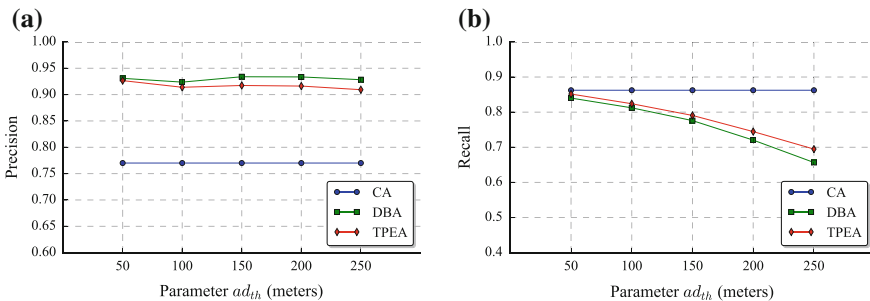 (a)
1.00
0.95
0.90
0.85
0.80
0.75
0.70
0.65
0.60
Precision
50 100 150 200 250
Parameter ad_th (meters)
CA
DBA
TPEA
(b)
1.0
0.9
0.8
0.7
0.6
0.5
0.4
Recall
50 100 150 200 250
Parameter ad_th (meters)
CA
DBA
TPEA